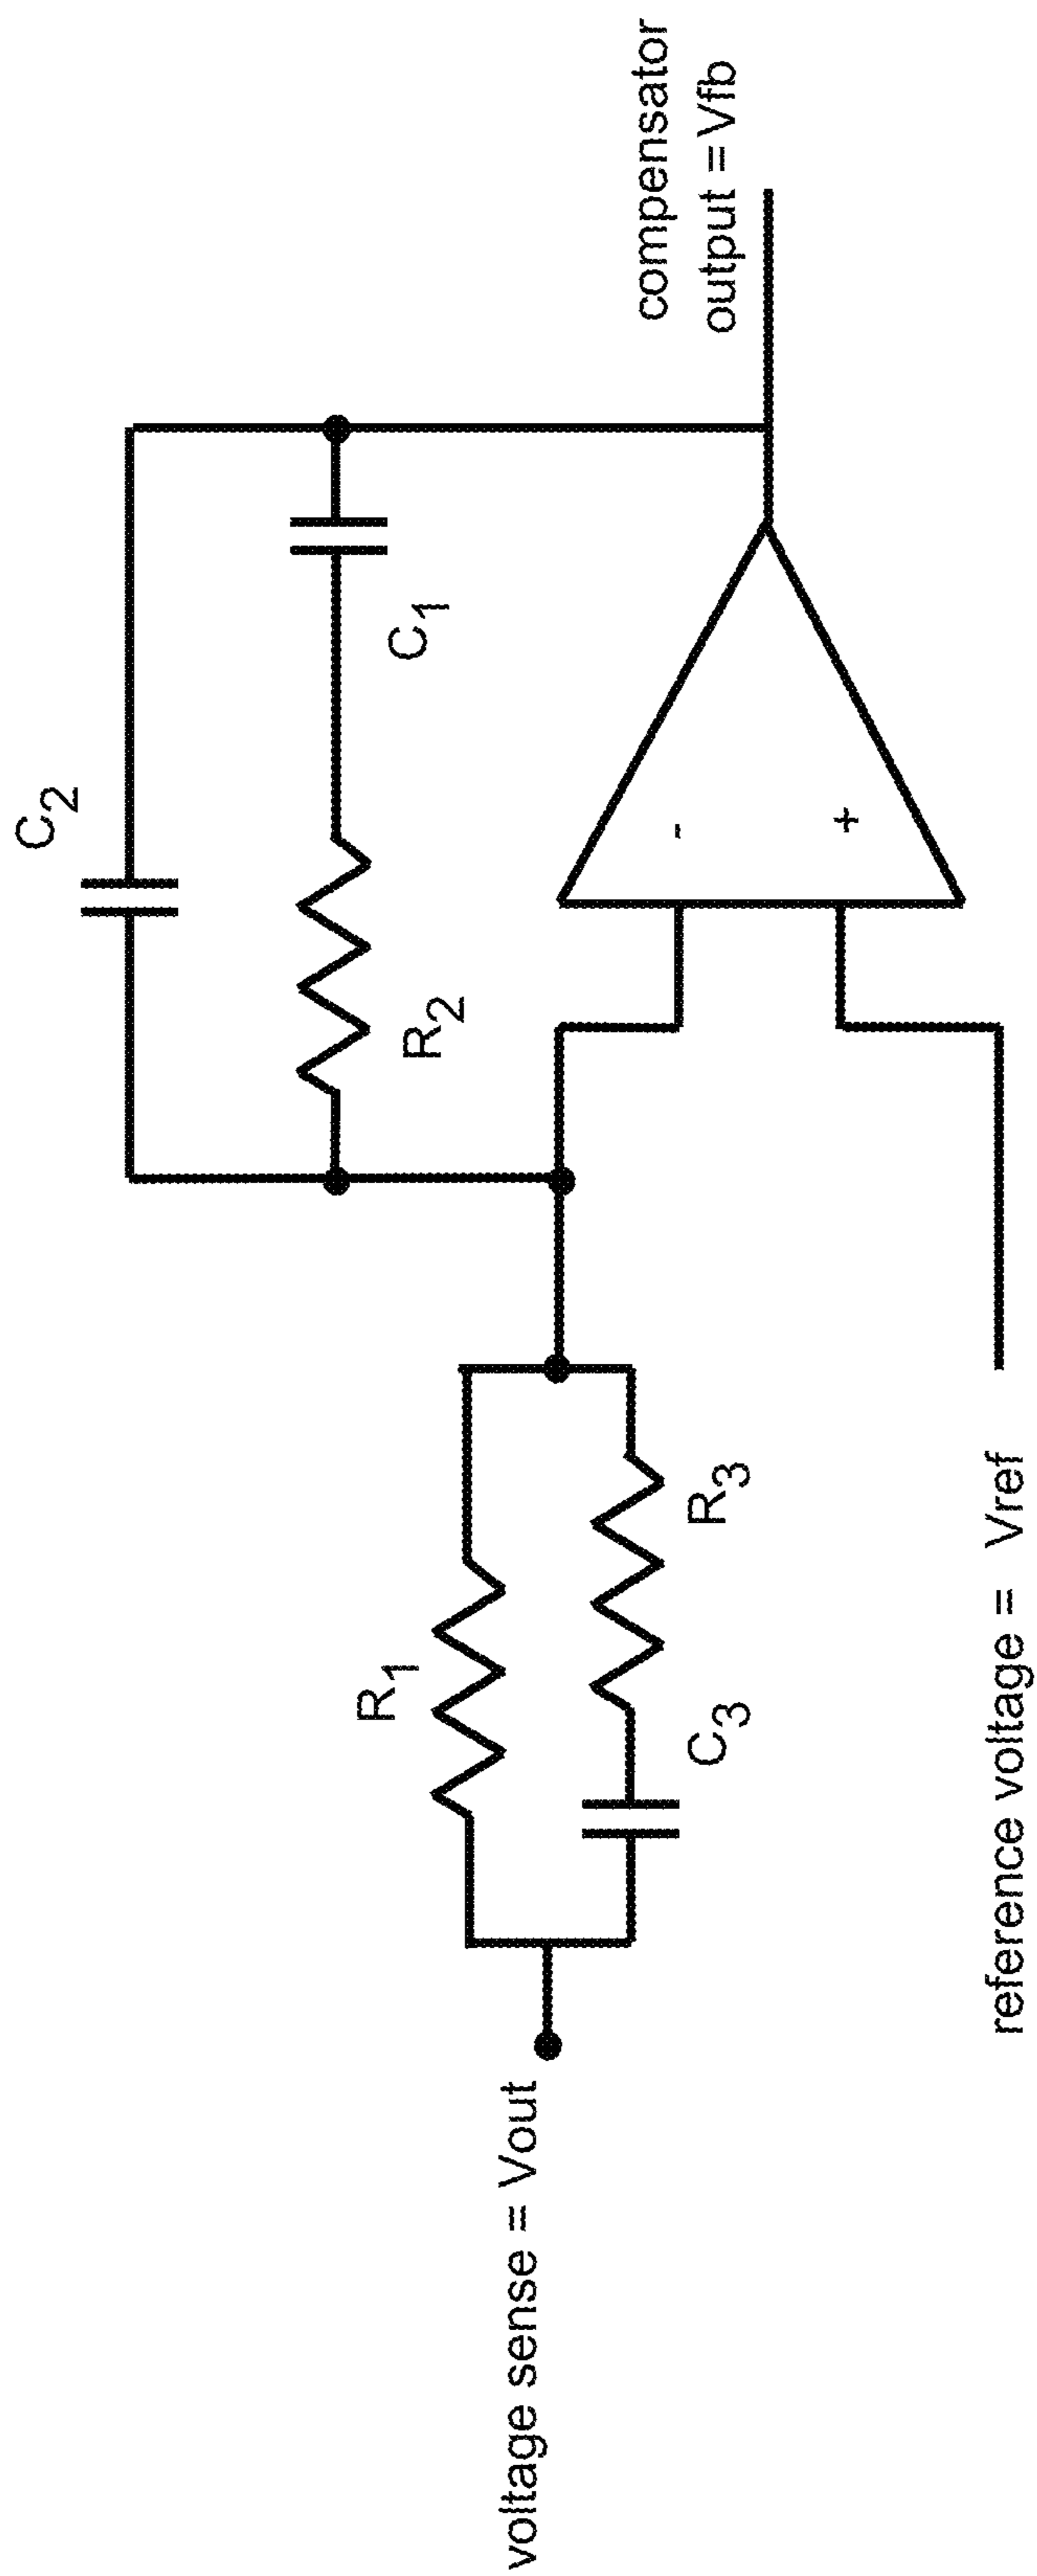 C2
R2
C1
compensator
output = Vfb
R1
C3
R3
-
+
voltage sense = Vout
reference voltage = Vref